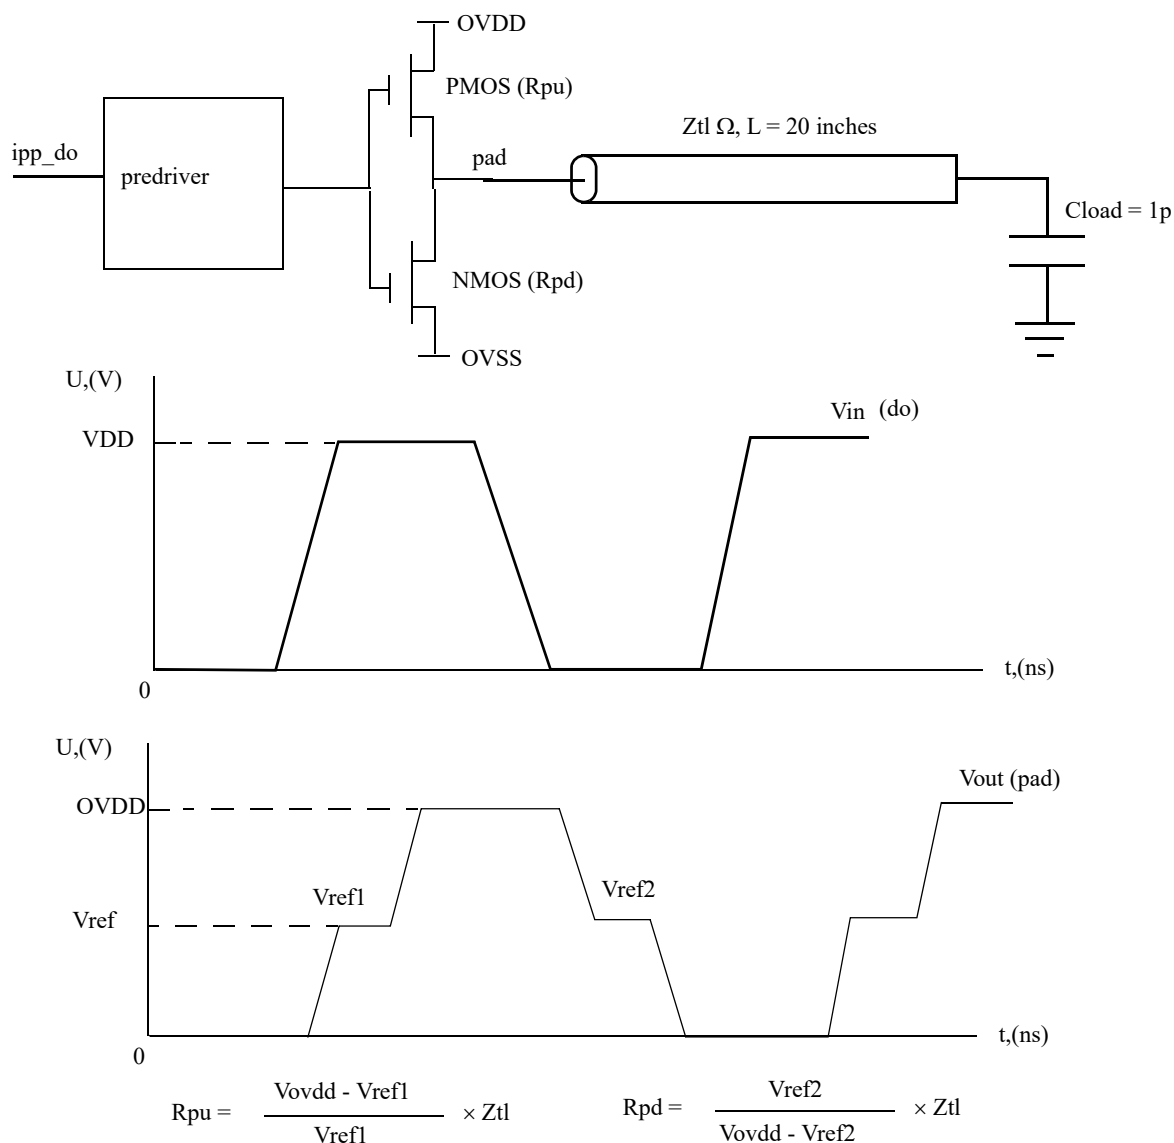 OVDD
PMOS (Rpu)
Ztl Ω, L = 20 inches
ipp_do
predriver
pad
Cload = 1p
NMOS (Rpd)
OVSS
U,(V)
VDD
Vin (do)
t,(ns)
0
U,(V)
OVDD
Vout (pad)
Vref1
Vref2
Vref
t,(ns)
0
Rpu = Vovdd - Vref1 / Vref1 × Ztl
Rpd = Vref2 / Vovdd - Vref2 × Ztl